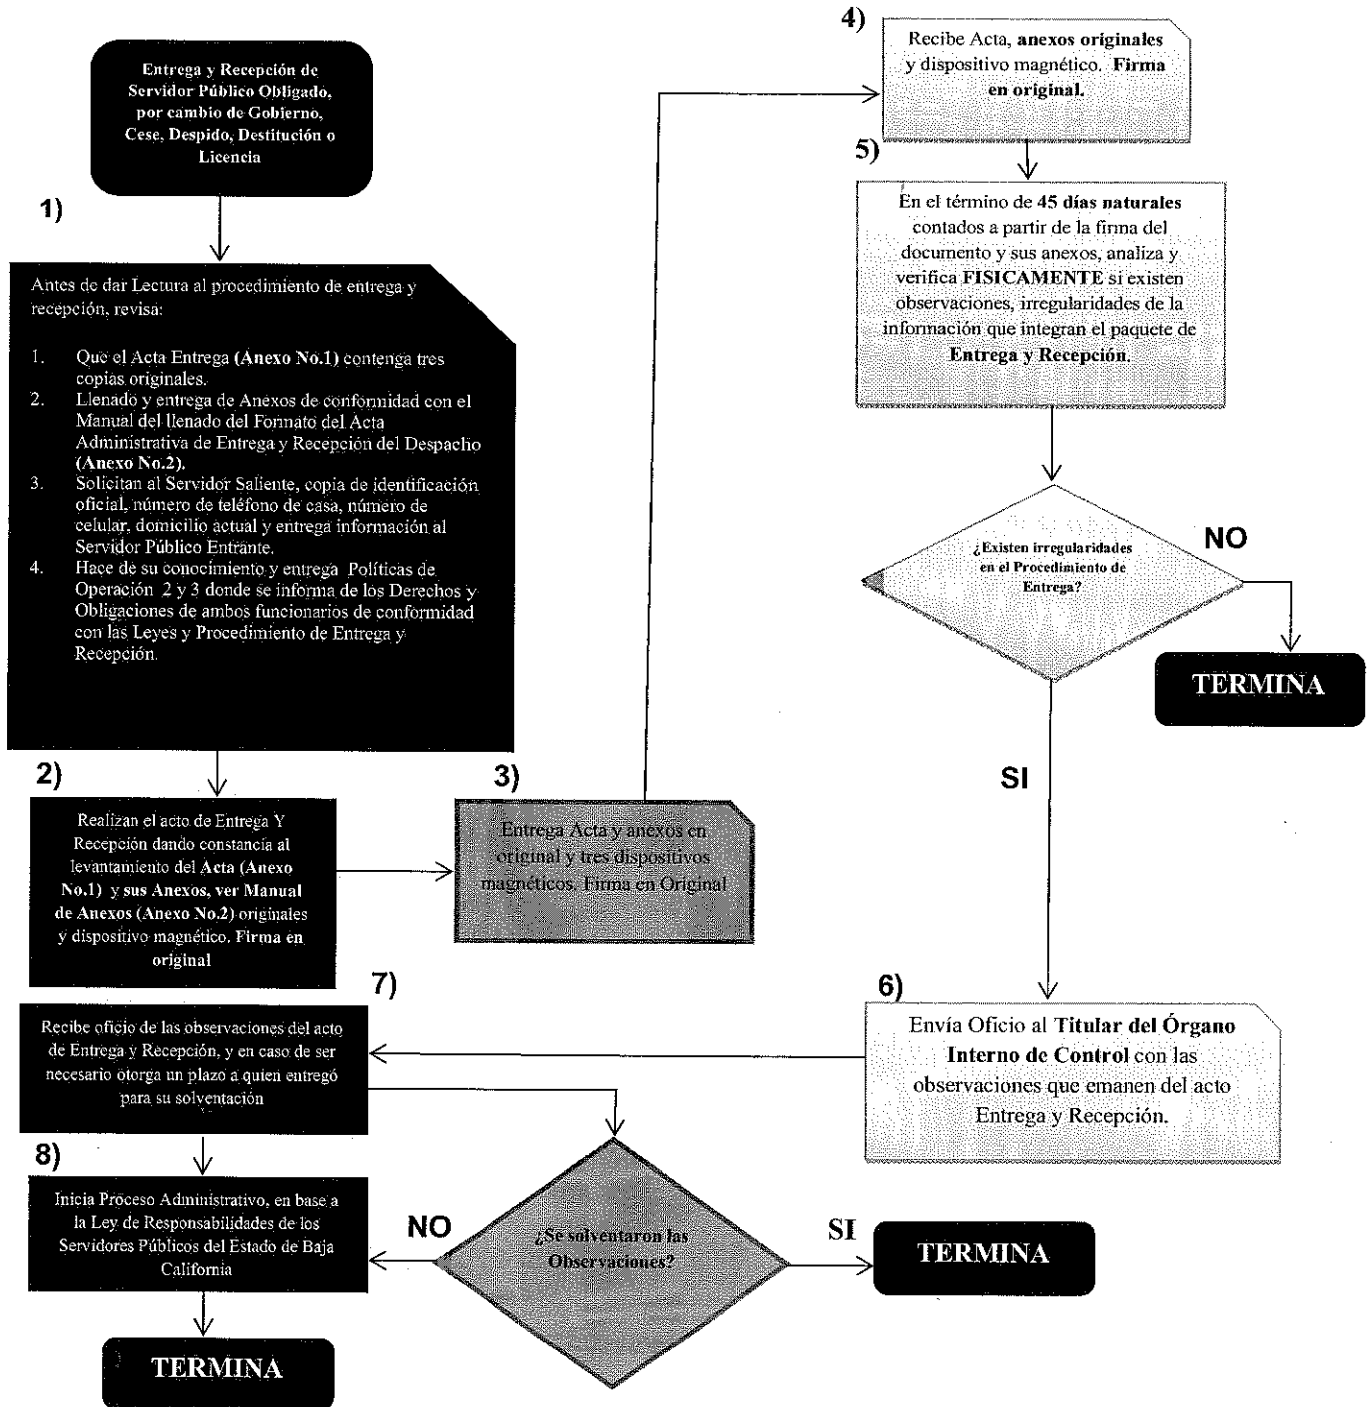 Entrega y Recepción de
Servidor Público Obligado,
por cambio de Gobierno,
Cese, Despido, Destitución o
Licencia
1)
Antes de dar Lectura al procedimiento de entrega y
recepción, revisa:
1. Que el Acta Entrega (Anexo No.1) contenga tres
copias originales.
2. Llenado y entrega de Anexos de conformidad con el
Manual del llenado del Formato del Acta
Administrativa de Entrega y Recepción del Despacho
(Anexo No.2).
3. Solicitan al Servidor Saliente, copia de identificación
oficial, número de teléfono de casa, número de
celular, domicilio actual y entrega información al
Servidor Público Entrante.
4. Hace de su conocimiento y entrega Políticas de
Operación 2 y 3 donde se informa de los Derechos y
Obligaciones de ambos funcionarios de conformidad
con las Leyes y Procedimiento de Entrega y
Recepción.
2)
Realizan el acto de Entrega Y
Recepción dando constancia al
levantamiento del Acta (Anexo
No.1) y sus Anexos, ver Manual
de Anexos (Anexo No.2) originales
y dispositivo magnético. Firma en
original
3)
Entrega Acta y anexos en
original y tres dispositivos
magnéticos. Firma en Original
4)
Recibe Acta, anexos originales
y dispositivo magnético. Firma
en original.
5)
En el término de 45 días naturales
contados a partir de la firma del
documento y sus anexos, analiza y
verifica FISICAMENTE si existen
observaciones, irregularidades de la
información que integran el paquete de
Entrega y Recepción.
¿Existen irregularidades
en el Procedimiento de
Entrega?
NO
TERMINA
SI
6)
Envía Oficio al Titular del Órgano
Interno de Control con las
observaciones que emanen del acto
Entrega y Recepción.
7)
Recibe oficio de las observaciones del acto
de Entrega y Recepción, y en caso de ser
necesario otorga un plazo a quien entregó
para su solventación
8)
Inicia Proceso Administrativo, en base a
la Ley de Responsabilidades de los
Servidores Públicos del Estado de Baja
California
NO
¿Se solventaron las
Observaciones?
SI
TERMINA
TERMINA